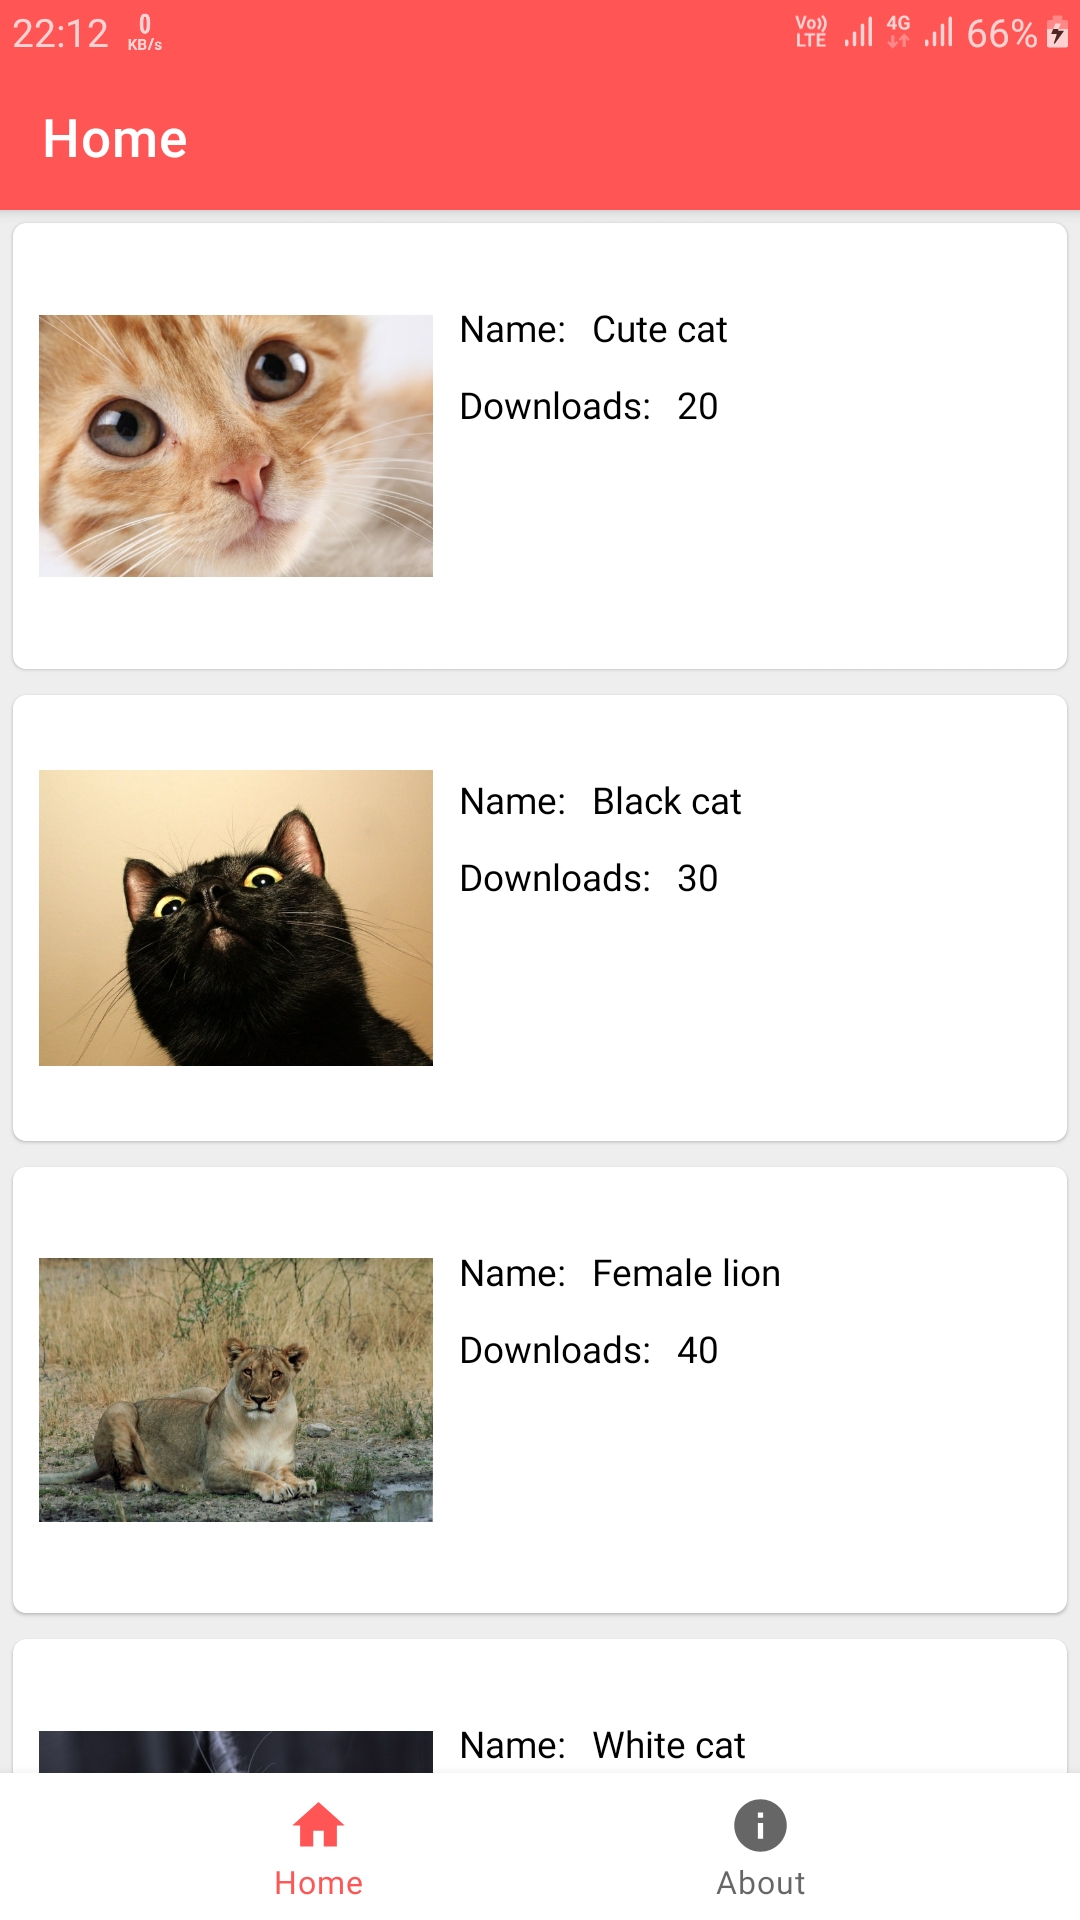 22:12 0 KB/s Vo)) LTE 4G 66%
Home
Name: Cute cat
Downloads: 20
Name: Black cat
Downloads: 30
Name: Female lion
Downloads: 40
Name: White cat
Home About